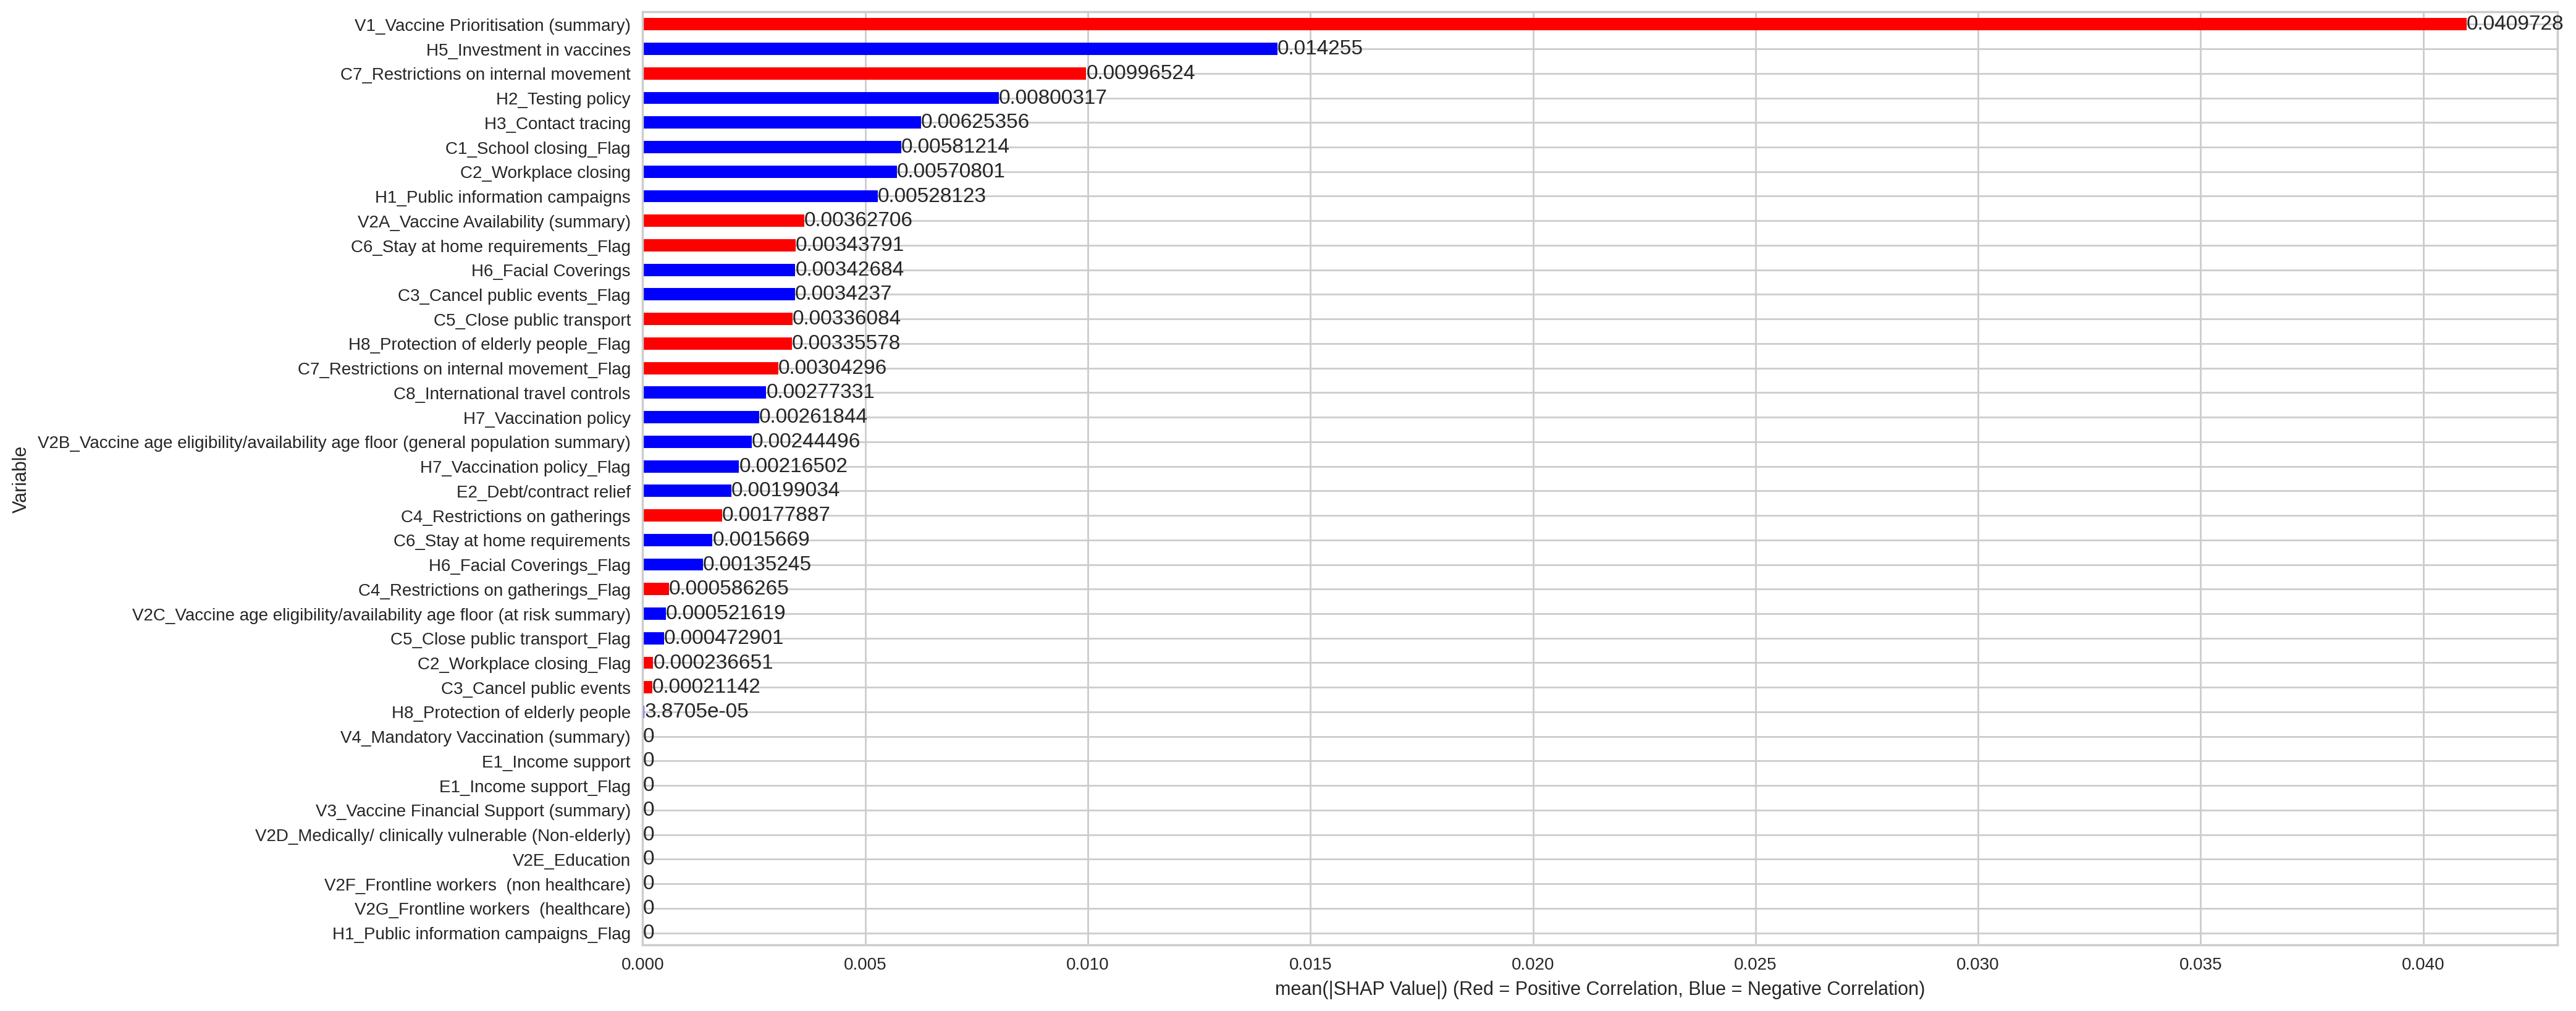 V1_Vaccine Prioritisation (summary) 0.0409728
H5_Investment in vaccines 0.014255
C7_Restrictions on internal movement 0.00996524
H2_Testing policy 0.00800317
H3_Contact tracing 0.00625356
C1_School closing_Flag 0.00581214
C2_Workplace closing 0.00570801
H1_Public information campaigns 0.00528123
V2A_Vaccine Availability (summary) 0.00362706
C6_Stay at home requirements_Flag 0.00343791
H6_Facial Coverings 0.00342684
C3_Cancel public events_Flag 0.0034237
C5_Close public transport 0.00336084
H8_Protection of elderly people_Flag 0.00335578
C7_Restrictions on internal movement_Flag 0.00304296
C8_International travel controls 0.00277331
H7_Vaccination policy 0.00261844
V2B_Vaccine age eligibility/availability age floor (general population summary) 0.00244496
H7_Vaccination policy_Flag 0.00216502
E2_Debt/contract relief 0.00199034
C4_Restrictions on gatherings 0.00177887
C6_Stay at home requirements 0.0015669
H6_Facial Coverings_Flag 0.00135245
C4_Restrictions on gatherings_Flag 0.000586265
V2C_Vaccine age eligibility/availability age floor (at risk summary) 0.000521619
C5_Close public transport_Flag 0.000472901
C2_Workplace closing_Flag 0.000236651
C3_Cancel public events 0.00021142
H8_Protection of elderly people 3.8705e-05
V4_Mandatory Vaccination (summary) 0
E1_Income support 0
E1_Income support_Flag 0
V3_Vaccine Financial Support (summary) 0
V2D_Medically/ clinically vulnerable (Non-elderly) 0
V2E_Education 0
V2F_Frontline workers  (non healthcare) 0
V2G_Frontline workers  (healthcare) 0
H1_Public information campaigns_Flag 0
Variable
0.000 0.005 0.010 0.015 0.020 0.025 0.030 0.035 0.040
mean(|SHAP Value|) (Red = Positive Correlation, Blue = Negative Correlation)